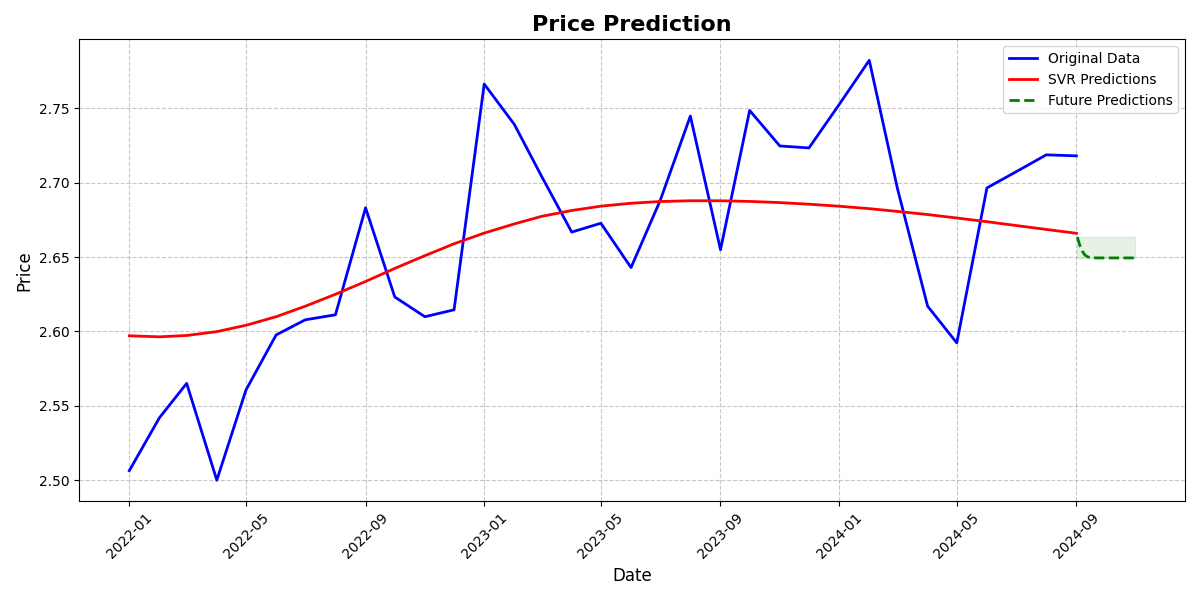 Price Prediction
Original Data
SVR Predictions
Future Predictions
Price
2.75
2.70
2.65
2.60
2.55
2.50
2022-01
2022-05
2022-09
2023-01
2023-05
2023-09
2024-01
2024-05
2024-09
Date